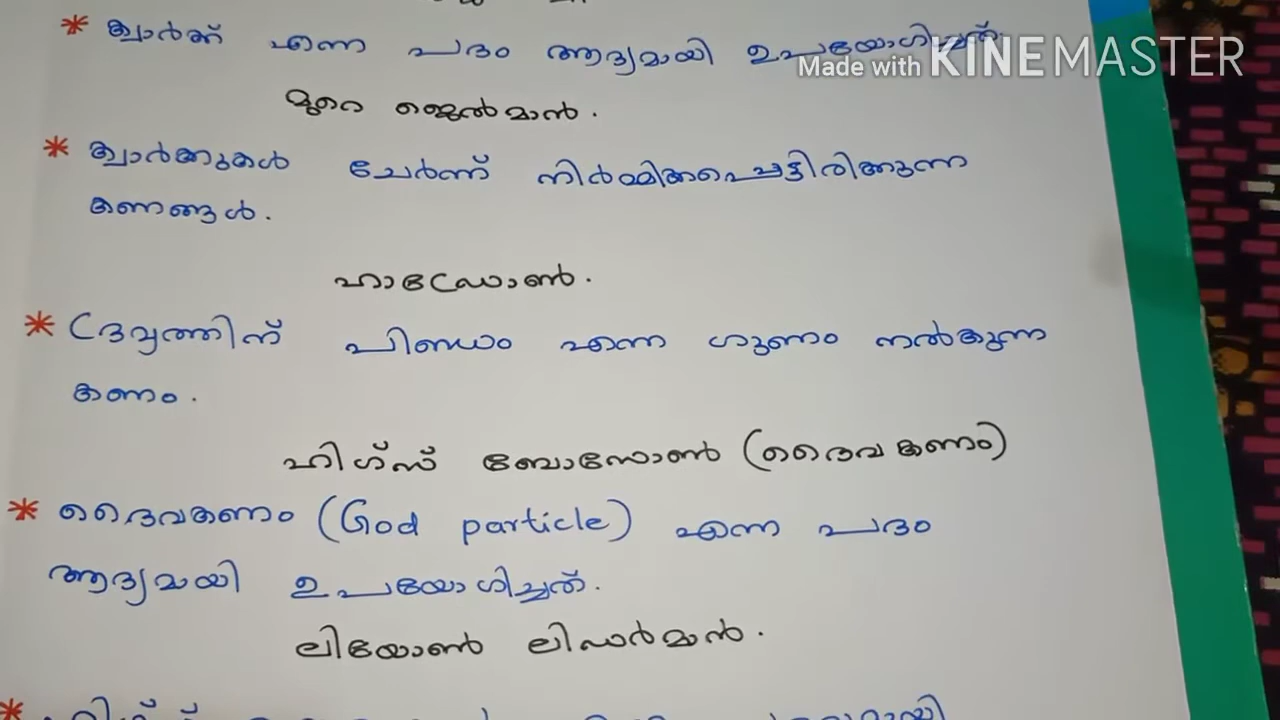 * ക്വാർക്ക് എന്ന പദം ആദ്യമായി ഉപയോഗിച്ചത്.
Made with KINEMASTER
മുറെ ജെൽമാൻ.
* ക്വാർക്കുകൾ ചേർന്ന് നിർമ്മിക്കപ്പെട്ടിരിക്കുന്ന
കണങ്ങൾ.
ഹാഡ്രോൺ.
* ദ്രവ്യത്തിന് പിണ്ഡം എന്ന ഗുണം നൽകുന്ന
കണം.
ഹിഗ്സ് ബോസോൺ (ദൈവകണം)
* ദൈവകണം (God particle) എന്ന പദം
ആദ്യമായി ഉപയോഗിച്ചത്.
ലിയോൺ ലിഡർമാൻ.
*